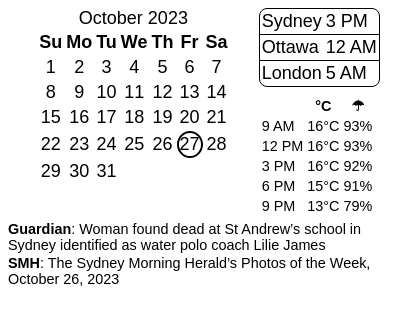 October 2023
Su Mo Tu We Th Fr Sa
1 2 3 4 5 6 7
8 9 10 11 12 13 14
15 16 17 18 19 20 21
22 23 24 25 26 27 28
29 30 31
Sydney 3 PM
Ottawa 12 AM
London 5 AM
°C ☂
9 AM 16°C 93%
12 PM 16°C 93%
3 PM 16°C 92%
6 PM 15°C 91%
9 PM 13°C 79%
Guardian: Woman found dead at St Andrew’s school in
Sydney identified as water polo coach Lilie James
SMH: The Sydney Morning Herald’s Photos of the Week,
October 26, 2023